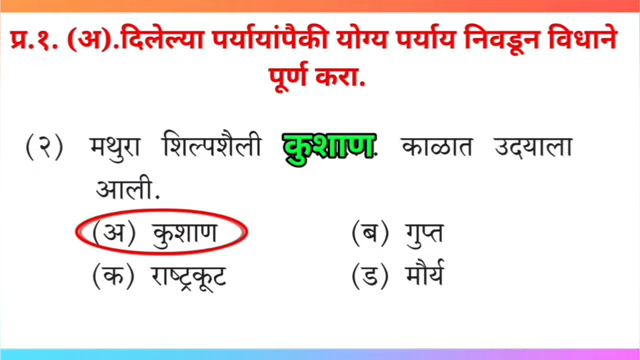 प्र.१. (अ).दिलेल्या पर्यायांपैकी योग्य पर्याय निवडून विधाने
पूर्ण करा.
(२) मथुरा शिल्पशैली कुशाण. काळात उदयाला
आली.
(अ) कुशाण (ब) गुप्त
(क) राष्ट्रकूट (ड) मौर्य